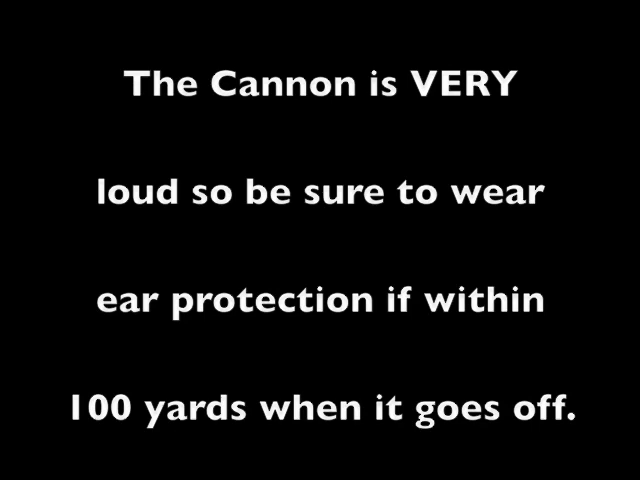 The Cannon is VERY
loud so be sure to wear
ear protection if within
100 yards when it goes off.